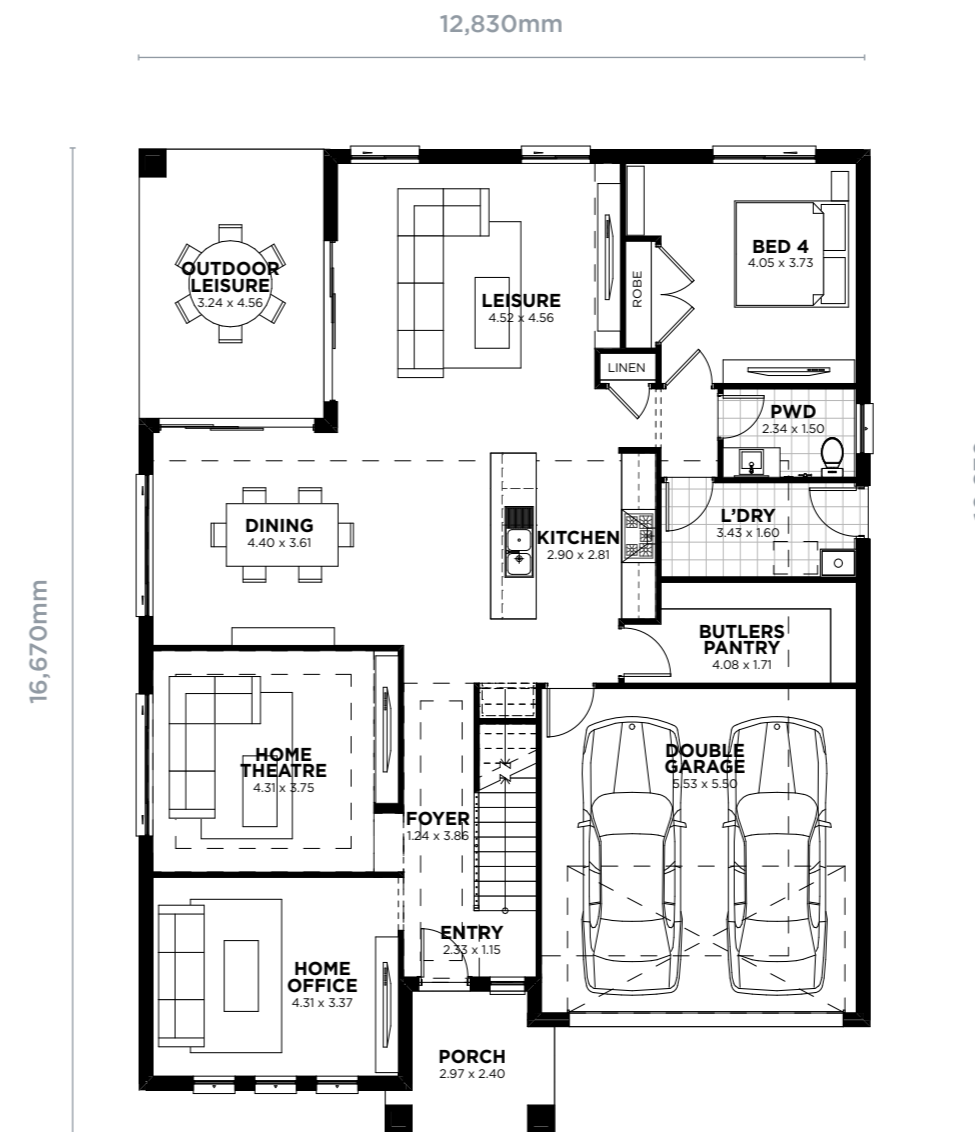 12,830mm
16,670mm
OUTDOOR
LEISURE
3.24 x 4.56
LEISURE
4.52 x 4.56
ROBE
BED 4
4.05 x 3.73
LINEN
PWD
2.34 x 1.50
DINING
4.40 x 3.61
KITCHEN
2.90 x 2.81
L'DRY
3.43 x 1.60
BUTLERS
PANTRY
4.08 x 1.71
HOME
THEATRE
4.31 x 3.75
DOUBLE
GARAGE
5.53 x 5.50
FOYER
1.24 x 3.86
ENTRY
2.33 x 1.15
HOME
OFFICE
4.31 x 3.37
PORCH
2.97 x 2.40